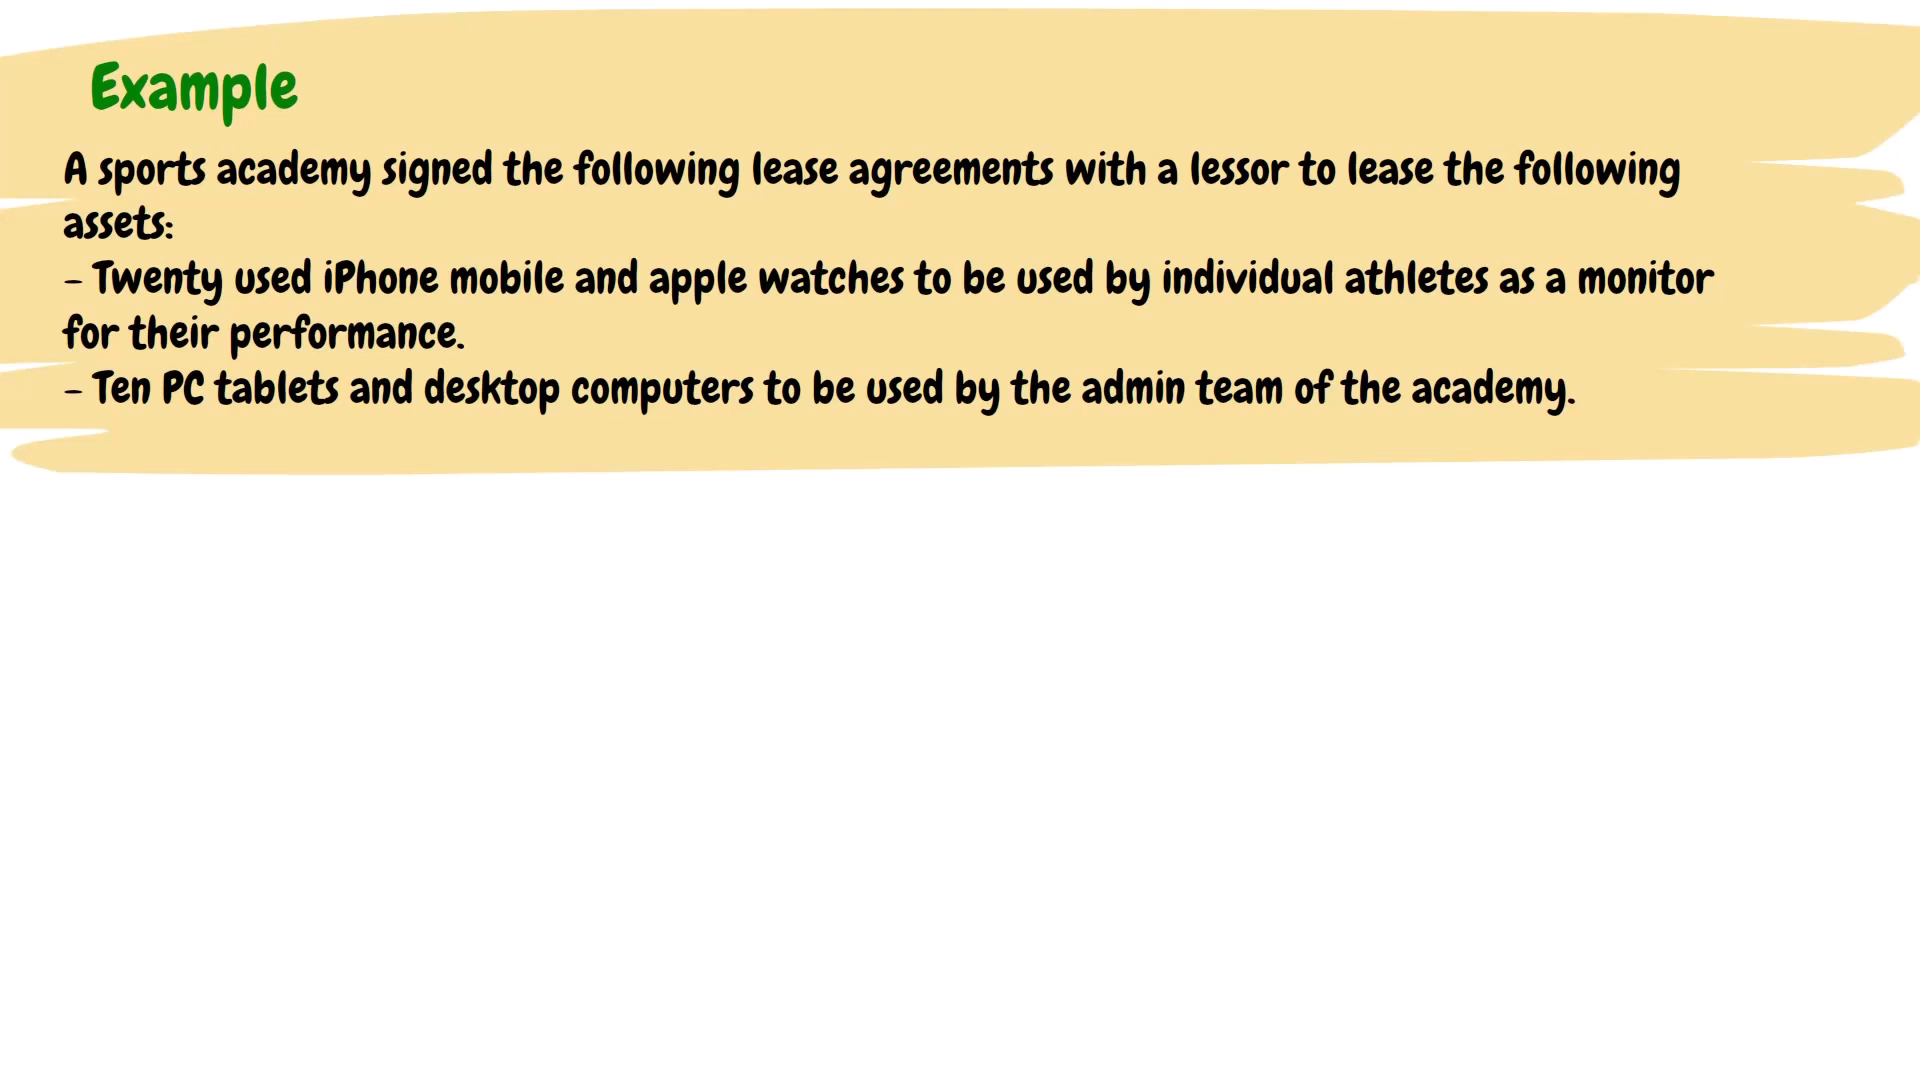 Example
A sports academy signed the following lease agreements with a lessor to lease the following
assets:
- Twenty used iPhone mobile and apple watches to be used by individual athletes as a monitor
for their performance.
- Ten PC tablets and desktop computers to be used by the admin team of the academy.